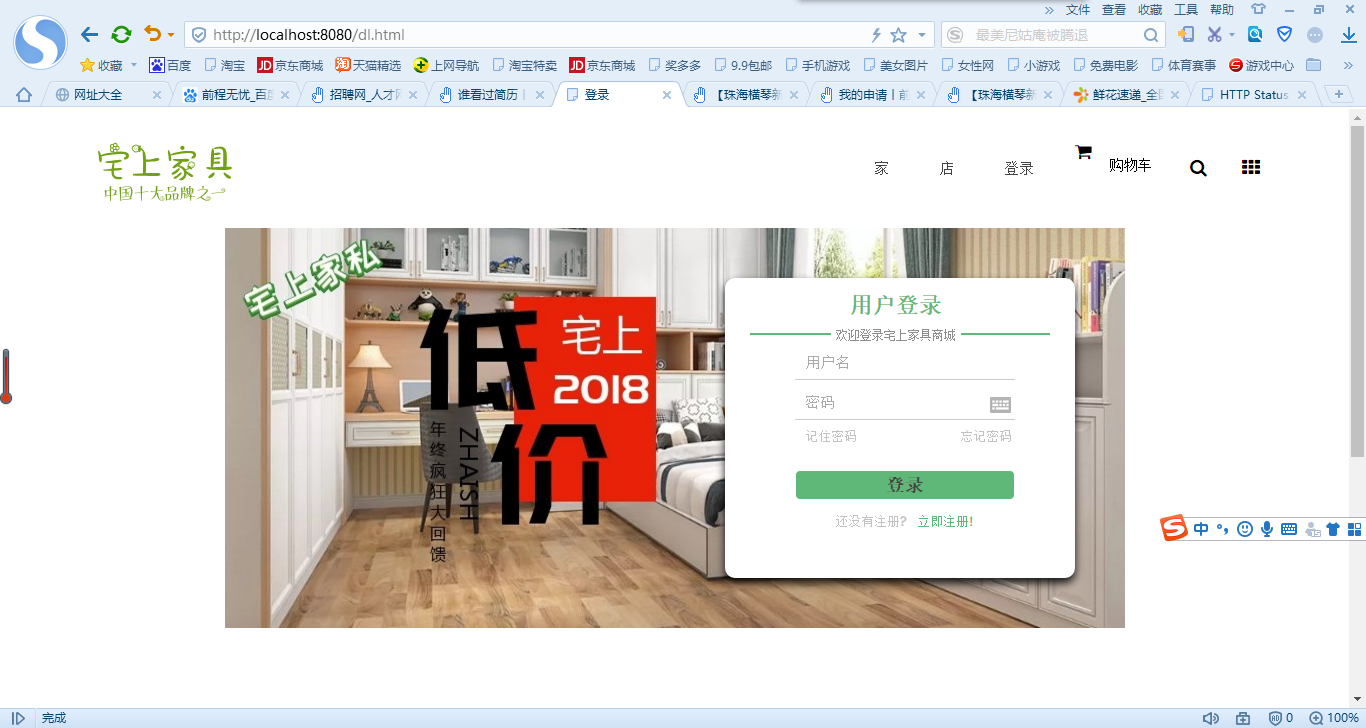 » 文件 查看 收藏 工具 帮助
http://localhost:8080/dl.html 最美尼姑庵被腾退
收藏 百度 淘宝 JD 京东商城 淘 天猫精选 上网导航 淘宝特卖 JD 京东商城 奖多多 9.9包邮 手机游戏 美女图片 女性网 小游戏 免费电影 体育赛事 游戏中心 »
网址大全 前程无忧_百度 招聘网_人才网 谁看过简历 | 登录 【珠海横琴新 我的申请 | 前 【珠海横琴新 鲜花速递_全国 HTTP Status
宅上家具
中国十大品牌之一
家 店 登录 购物车
宅上家私
低价
宅上
2018
ZHAISH
年终疯狂大回馈
用户登录
欢迎登录宅上家具商城
用户名
密码
记住密码 忘记密码
登录
还没有注册? 立即注册!
中
完成
0 100%